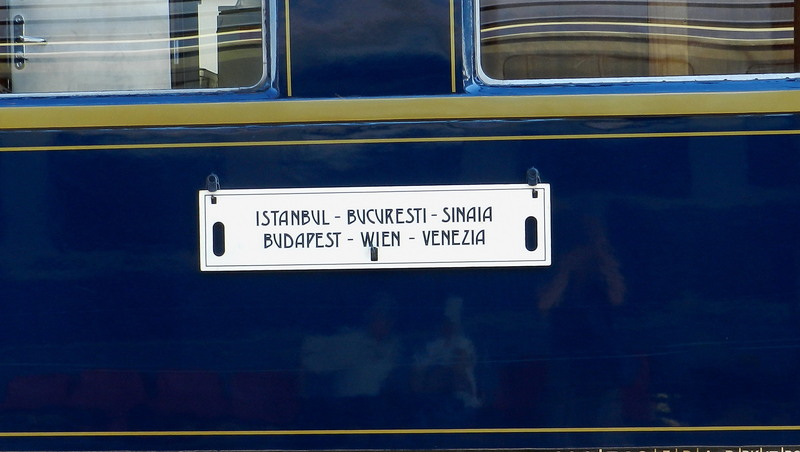 ISTANBUL - BUCURESTI - SINAIA
BUDAPEST - WIEN - VENEZIA